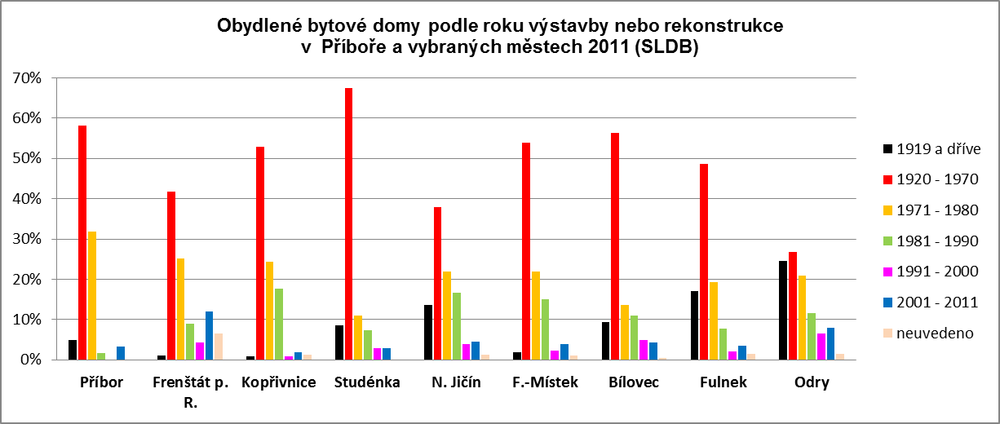 Obydlené bytové domy podle roku výstavby nebo rekonstrukce
v  Příboře a vybraných městech 2011 (SLDB)
70%
60%
50%
40%
30%
20%
10%
0%
Příbor
Frenštát p.
R.
Kopřivnice
Studénka
N. Jičín
F.-Místek
Bílovec
Fulnek
Odry
1919 a dříve
1920 - 1970
1971 - 1980
1981 - 1990
1991 - 2000
2001 - 2011
neuvedeno